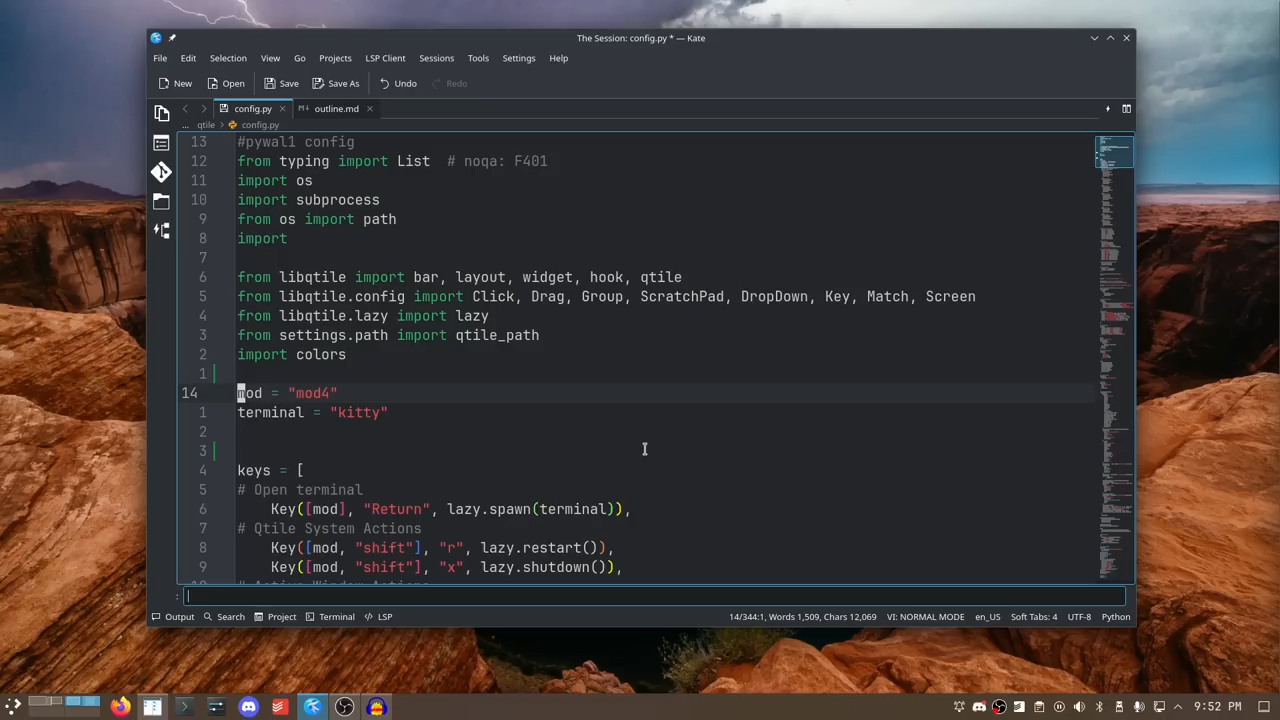 The Session: config.py * — Kate
File Edit Selection View Go Projects LSP Client Sessions Tools Settings Help
New Open Save Save As Undo Redo
config.py outline.md
... qtile > config.py
13 #pywal1 config
12 from typing import List  # noqa: F401
11 import os
10 import subprocess
9 from os import path
8 import
7
6 from libqtile import bar, layout, widget, hook, qtile
5 from libqtile.config import Click, Drag, Group, ScratchPad, DropDown, Key, Match, Screen
4 from libqtile.lazy import lazy
3 from settings.path import qtile_path
2 import colors
1
14 mod = "mod4"
1 terminal = "kitty"
2
3
4 keys = [
5 # Open terminal
6 Key([mod], "Return", lazy.spawn(terminal)),
7 # Qtile System Actions
8 Key([mod, "shift"], "r", lazy.restart()),
9 Key([mod, "shift"], "x", lazy.shutdown()),
:
Output Search Project Terminal LSP 14/344:1, Words 1,509, Chars 12,069 VI: NORMAL MODE en_US Soft Tabs: 4 UTF-8 Python
9:52 PM